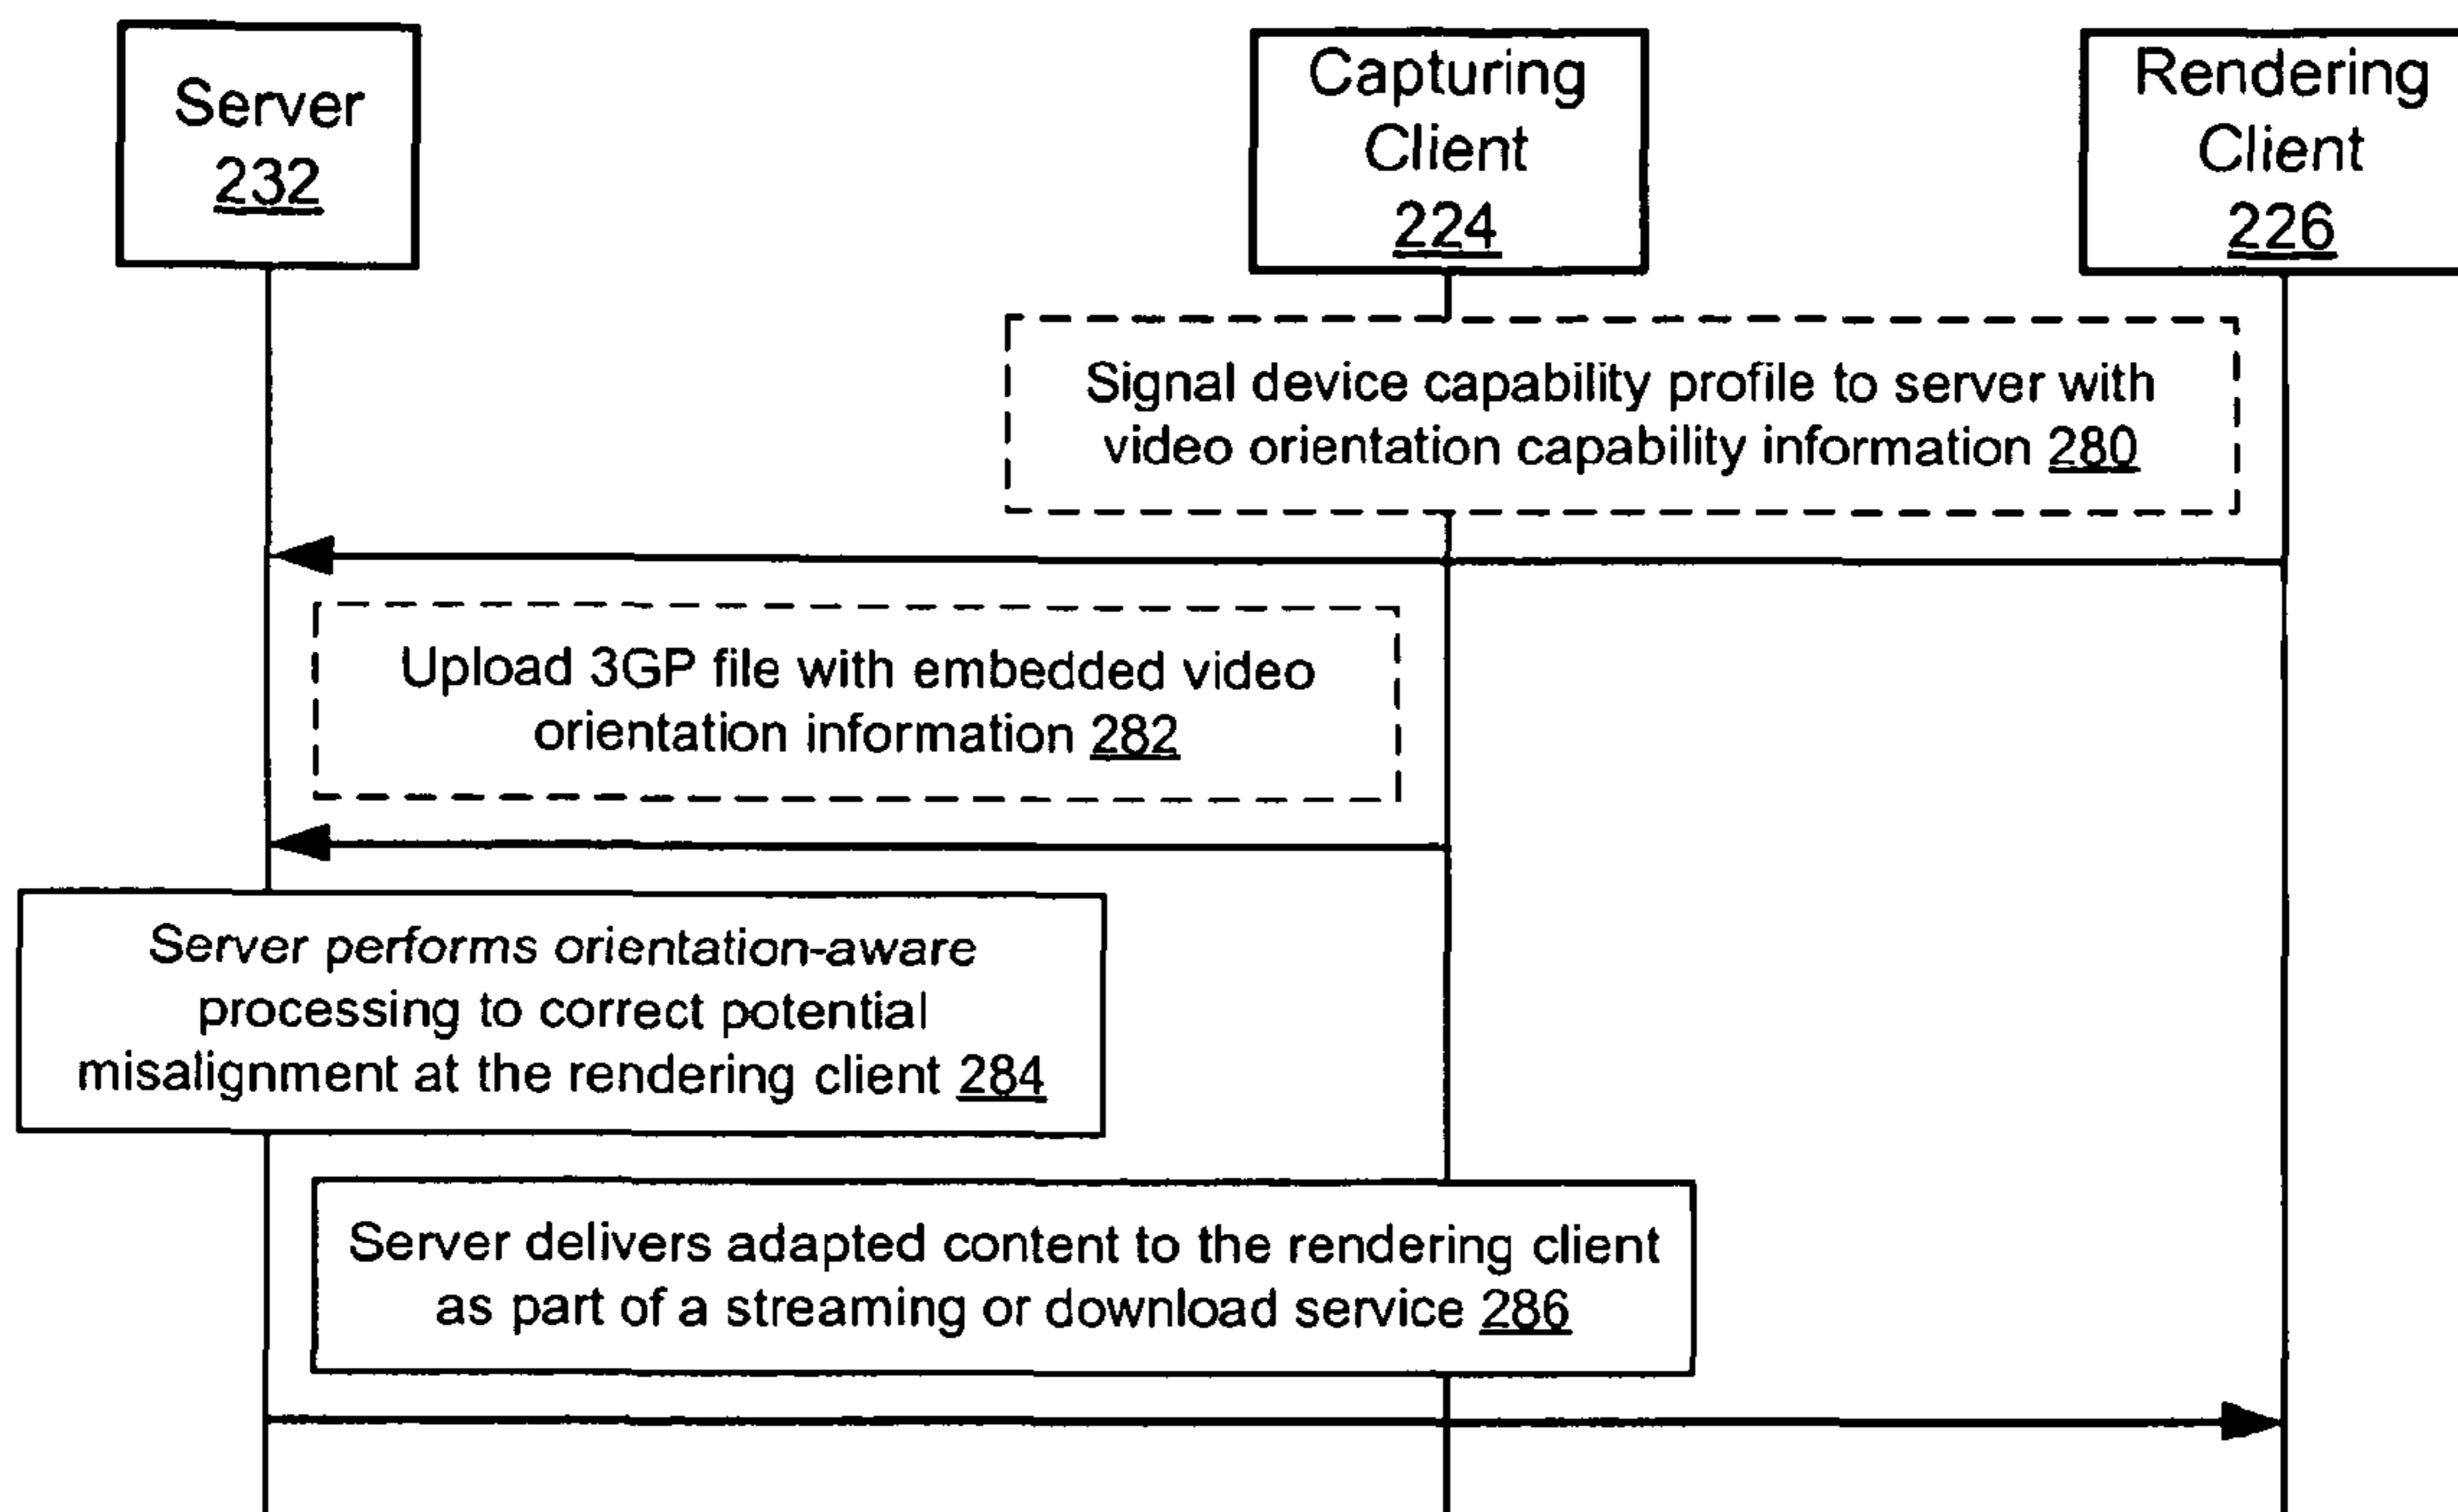 Server
232
Capturing
Client
224
Rendering
Client
226
Signal device capability profile to server with
video orientation capability information 280
Upload 3GP file with embedded video
orientation information 282
Server performs orientation-aware
processing to correct potential
misalignment at the rendering client 284
Server delivers adapted content to the rendering client
as part of a streaming or download service 286